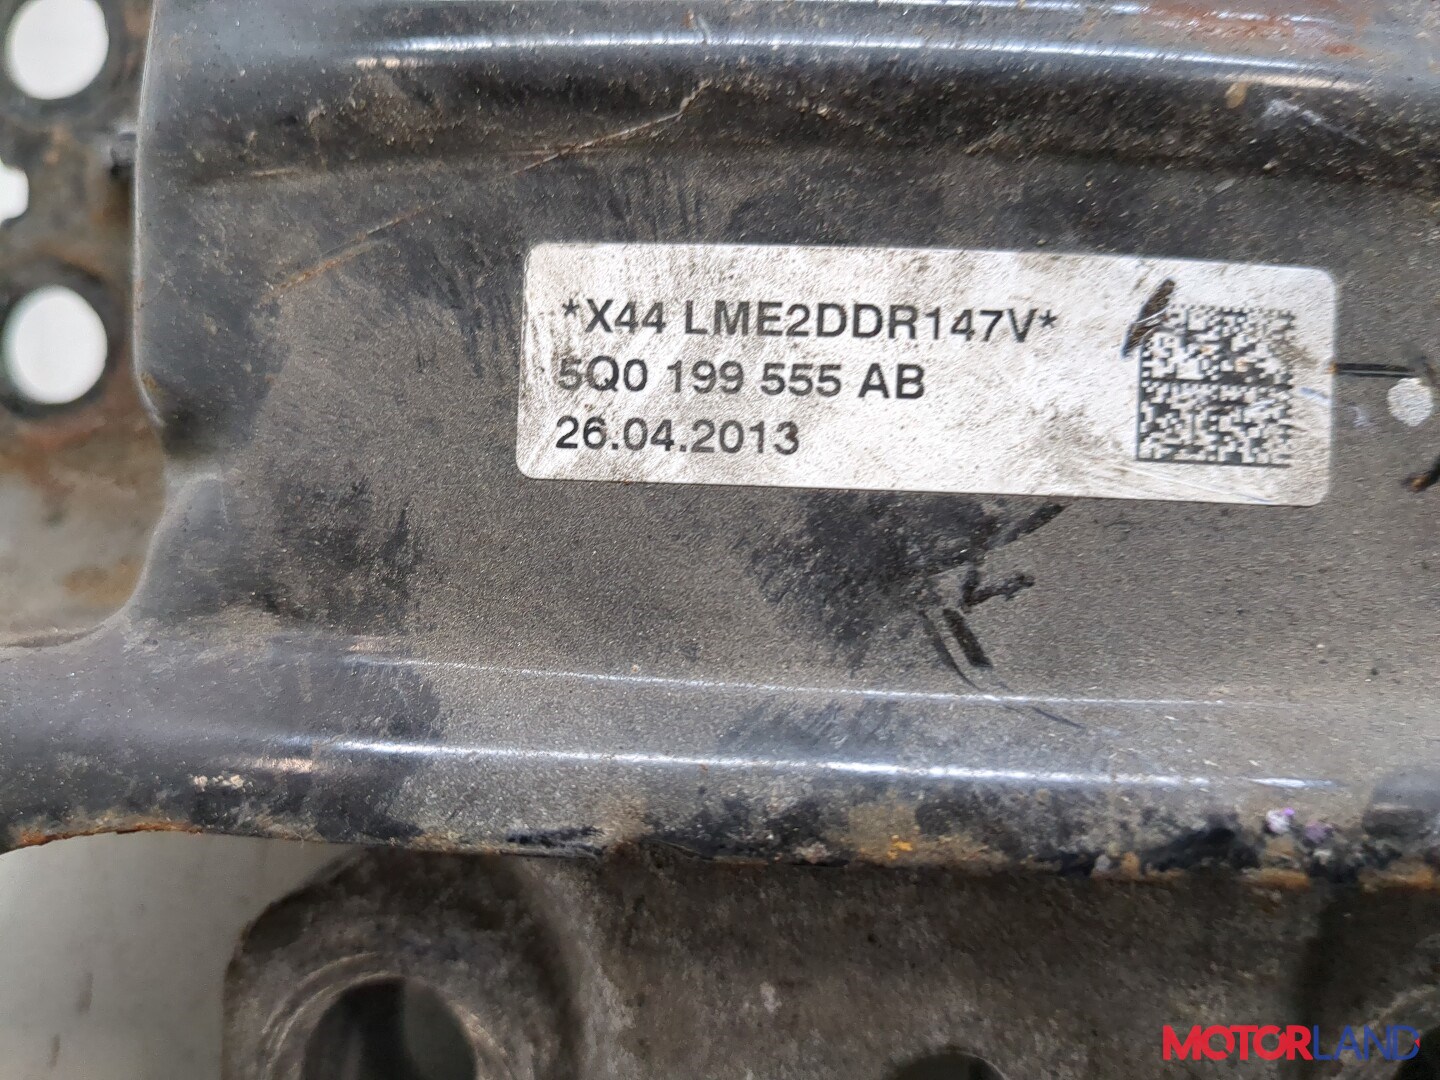 *X44 LME2DDR147V*
5Q0 199 555 AB
26.04.2013
MOTORLAND